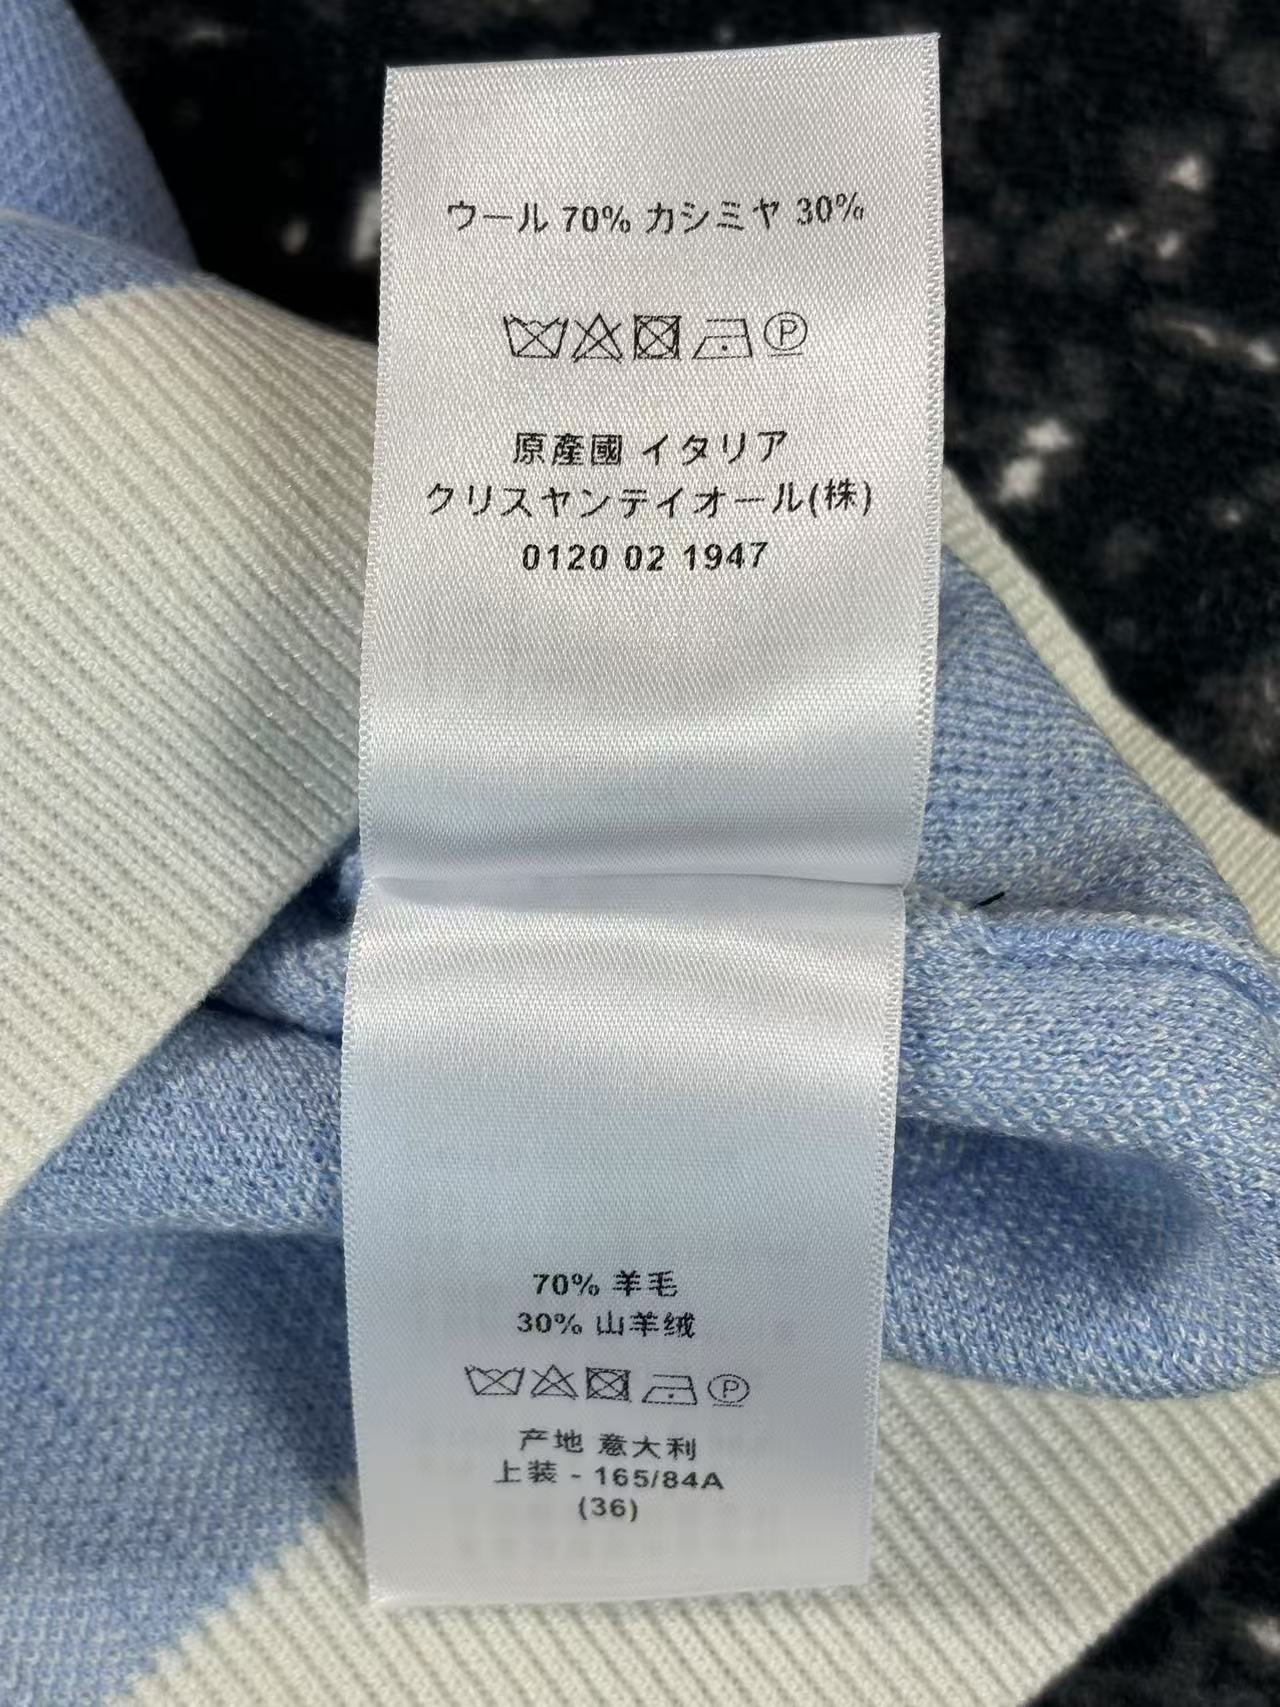 ウール 70% カシミヤ 30%
原産國 イタリア
クリスヤンテイオール(株)
0120 02 1947
70% 羊毛
30% 山羊绒
产地 意大利
上装 - 165/84A
(36)